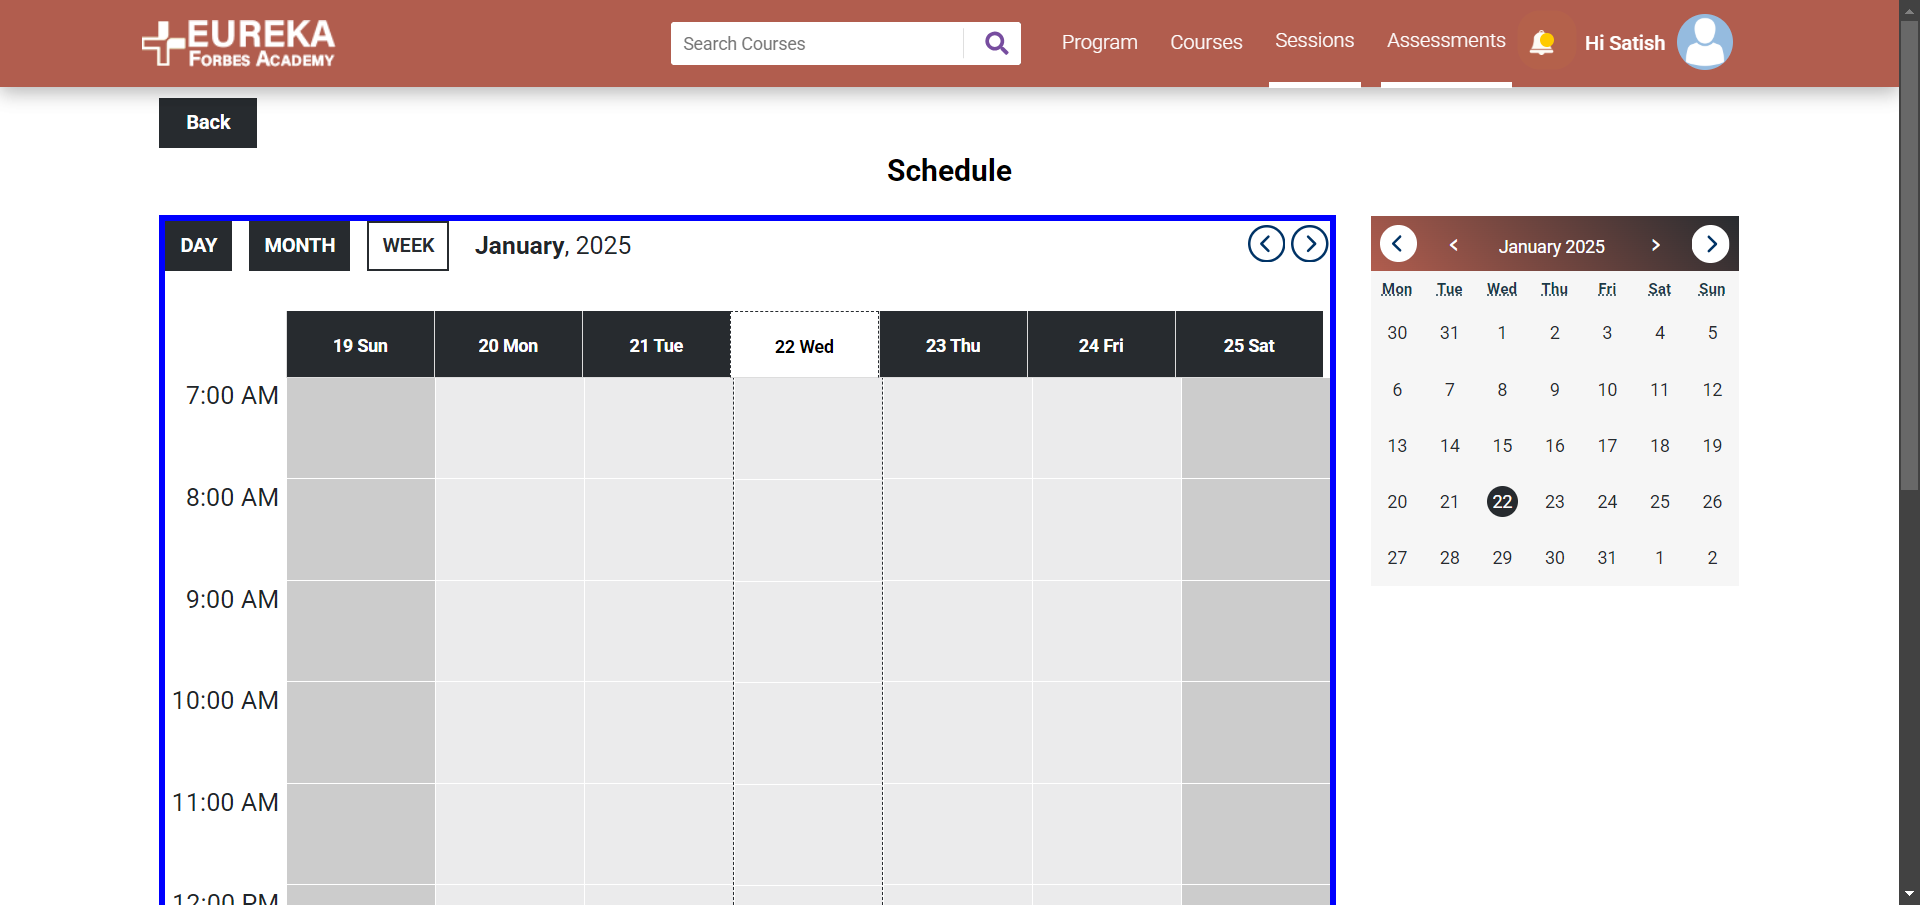 EUREKA
FORBES ACADEMY
Search Courses
Program
Courses
Sessions
Assessments
Hi Satish
Back
Schedule
DAY
MONTH
WEEK
January, 2025
19 Sun
20 Mon
21 Tue
22 Wed
23 Thu
24 Fri
25 Sat
7:00 AM
8:00 AM
9:00 AM
10:00 AM
11:00 AM
12:00 PM
January 2025
Mon Tue Wed Thu Fri Sat Sun
30 31 1 2 3 4 5
6 7 8 9 10 11 12
13 14 15 16 17 18 19
20 21 22 23 24 25 26
27 28 29 30 31 1 2